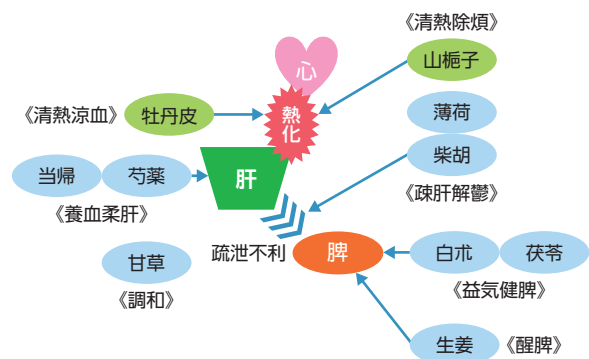 《清熱除煩》
心
山梔子
《清熱涼血》
牡丹皮
熱化
薄荷
当帰
芍薬
肝
柴胡
《養血柔肝》
《疎肝解鬱》
疏泄不利
脾
白朮
茯苓
甘草
《調和》
《益気健脾》
生姜
《醒脾》